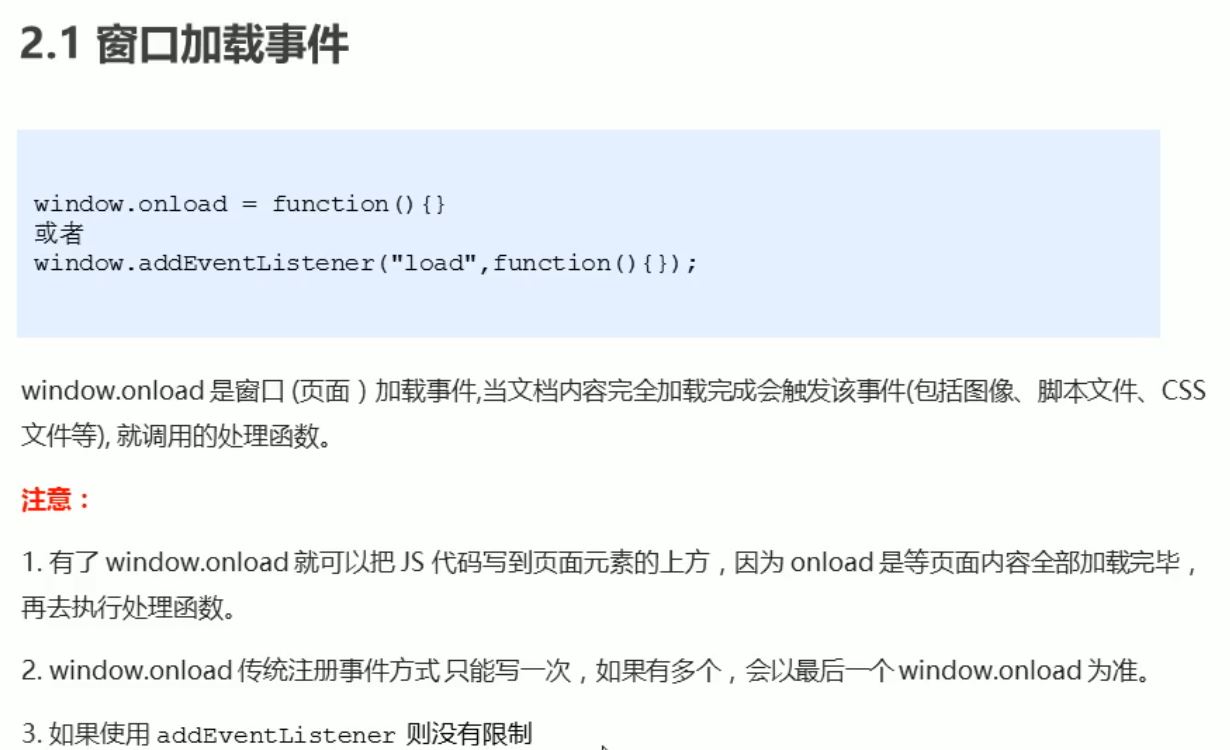 2.1 窗口加载事件
window.onload = function(){}
或者
window.addEventListener("load",function(){});
window.onload 是窗口 (页面）加载事件,当文档内容完全加载完成会触发该事件(包括图像、脚本文件、CSS
文件等), 就调用的处理函数。
注意：
1. 有了 window.onload 就可以把 JS 代码写到页面元素的上方，因为 onload 是等页面内容全部加载完毕，
再去执行处理函数。
2. window.onload 传统注册事件方式 只能写一次，如果有多个，会以最后一个 window.onload 为准。
3. 如果使用 addEventListener 则没有限制